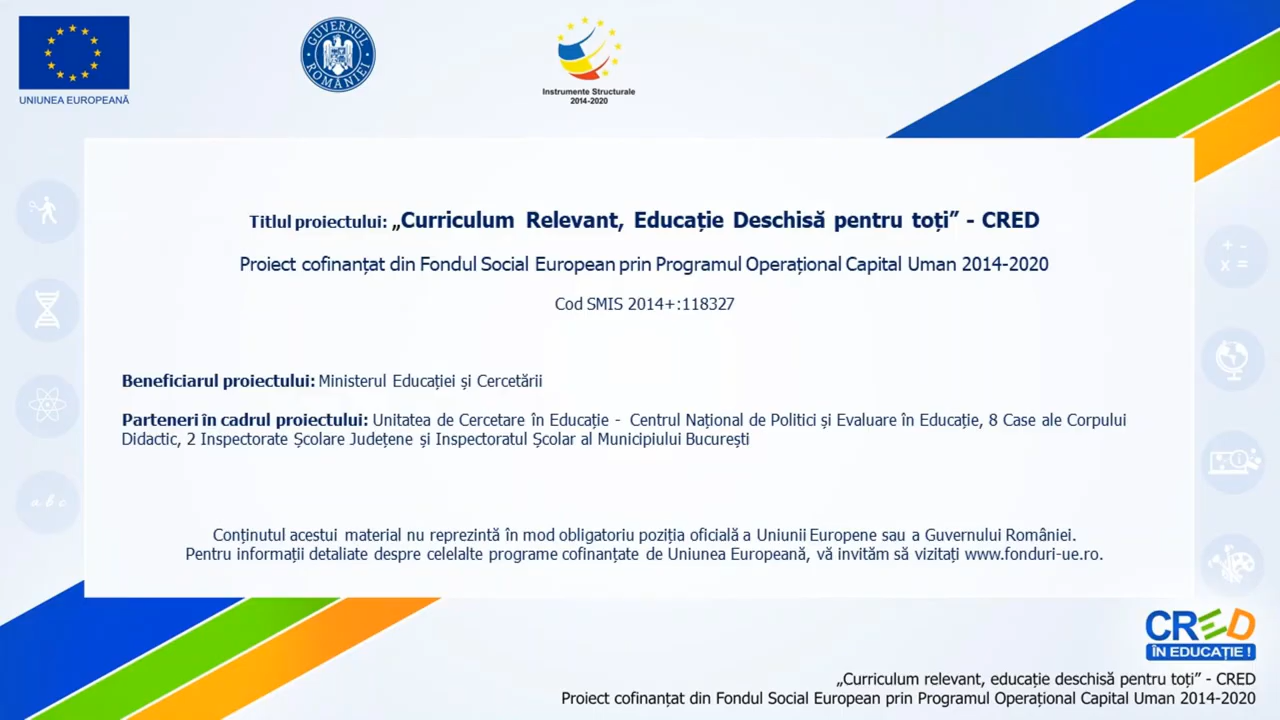 UNIUNEA EUROPEANĂ
GUVERNUL ROMÂNIEI
Instrumente Structurale
2014-2020
Titlul proiectului: „Curriculum Relevant, Educație Deschisă pentru toți” - CRED
Proiect cofinanțat din Fondul Social European prin Programul Operațional Capital Uman 2014-2020
Cod SMIS 2014+:118327
Beneficiarul proiectului: Ministerul Educației și Cercetării
Parteneri în cadrul proiectului: Unitatea de Cercetare în Educație - Centrul Național de Politici și Evaluare în Educație, 8 Case ale Corpului
Didactic, 2 Inspectorate Școlare Județene și Inspectoratul Școlar al Municipiului București
Conținutul acestui material nu reprezintă în mod obligatoriu poziția oficială a Uniunii Europene sau a Guvernului României.
Pentru informații detaliate despre celelalte programe cofinanțate de Uniunea Europeană, vă invităm să vizitați www.fonduri-ue.ro.
+ -
x =
a b c
CRED
ÎN EDUCAȚIE !
„Curriculum relevant, educație deschisă pentru toți” - CRED
Proiect cofinanțat din Fondul Social European prin Programul Operațional Capital Uman 2014-2020